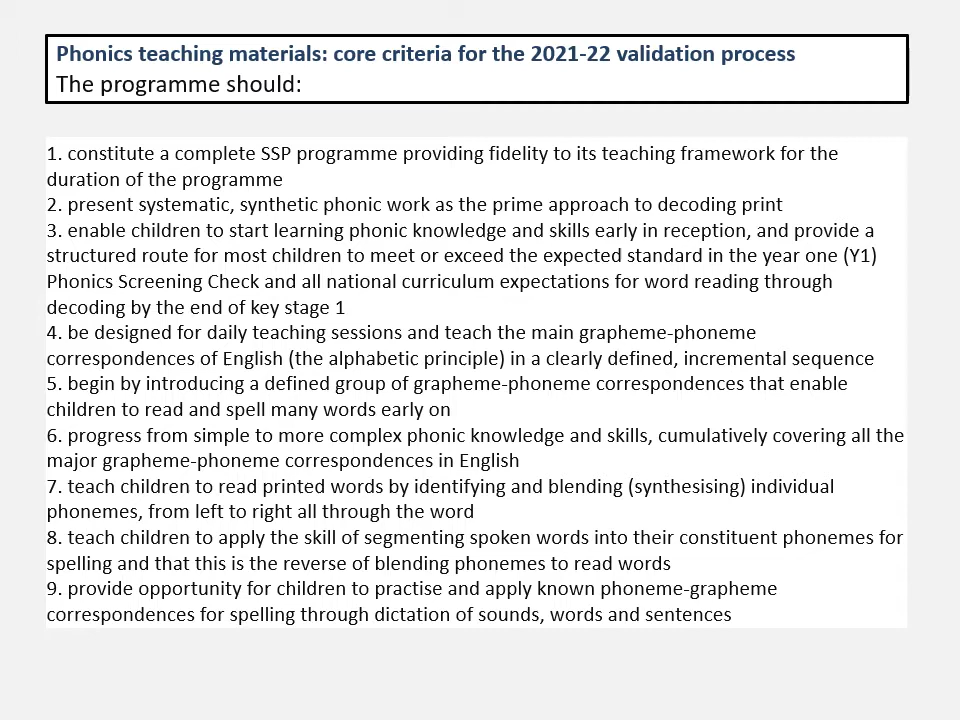 Phonics teaching materials: core criteria for the 2021-22 validation process
The programme should:
1. constitute a complete SSP programme providing fidelity to its teaching framework for the
duration of the programme
2. present systematic, synthetic phonic work as the prime approach to decoding print
3. enable children to start learning phonic knowledge and skills early in reception, and provide a
structured route for most children to meet or exceed the expected standard in the year one (Y1)
Phonics Screening Check and all national curriculum expectations for word reading through
decoding by the end of key stage 1
4. be designed for daily teaching sessions and teach the main grapheme-phoneme
correspondences of English (the alphabetic principle) in a clearly defined, incremental sequence
5. begin by introducing a defined group of grapheme-phoneme correspondences that enable
children to read and spell many words early on
6. progress from simple to more complex phonic knowledge and skills, cumulatively covering all the
major grapheme-phoneme correspondences in English
7. teach children to read printed words by identifying and blending (synthesising) individual
phonemes, from left to right all through the word
8. teach children to apply the skill of segmenting spoken words into their constituent phonemes for
spelling and that this is the reverse of blending phonemes to read words
9. provide opportunity for children to practise and apply known phoneme-grapheme
correspondences for spelling through dictation of sounds, words and sentences